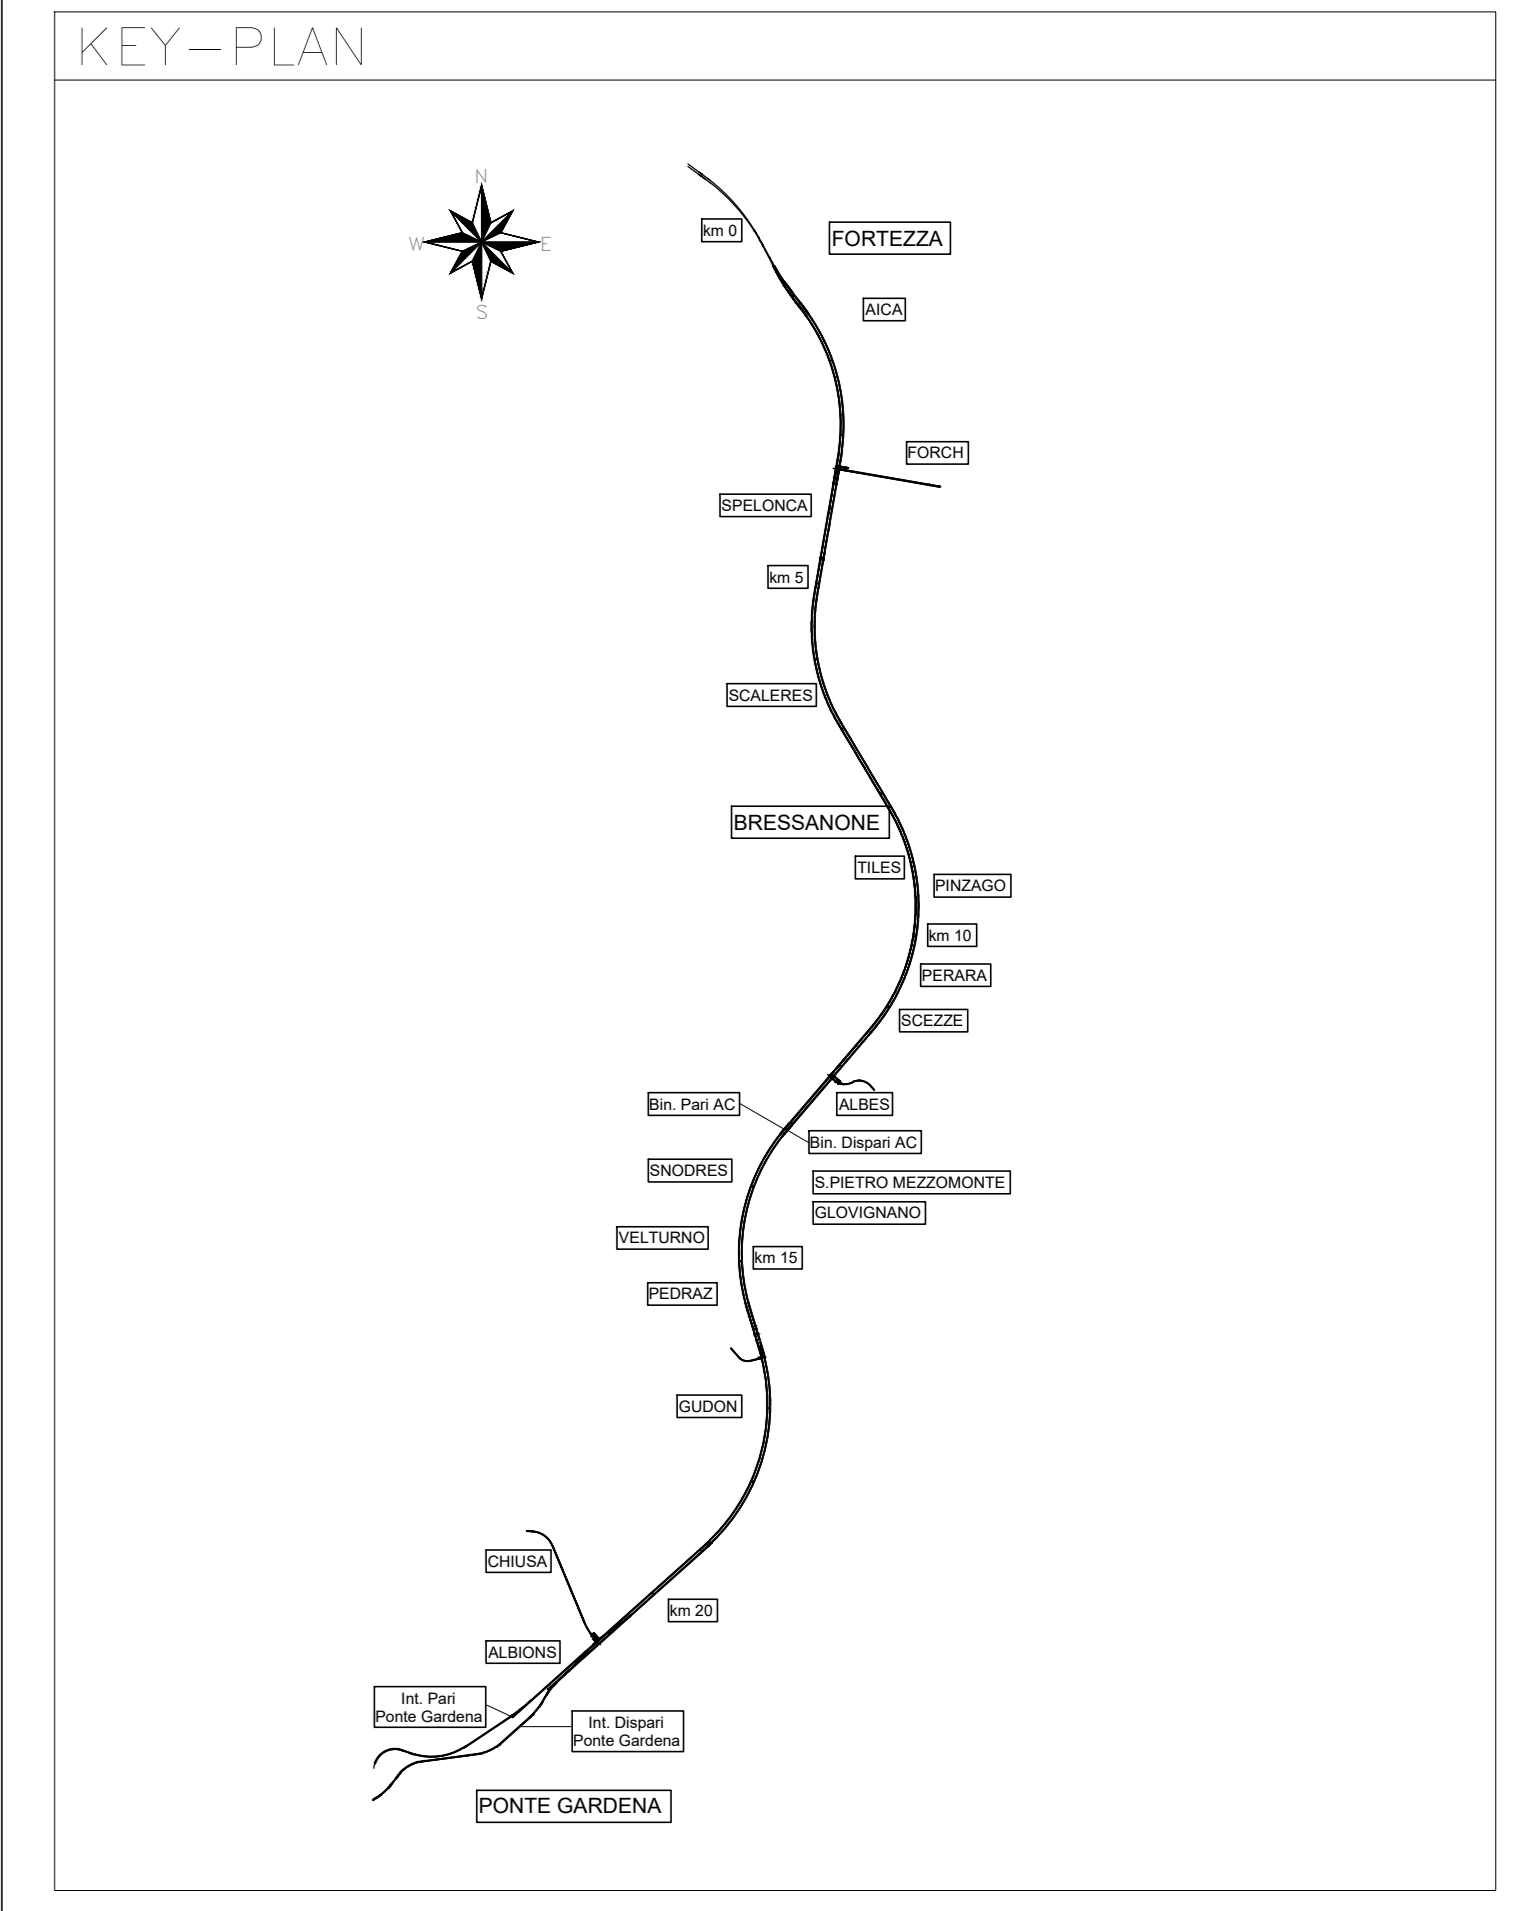 KEY-PLAN
N
W
E
S
km 0
FORTEZZA
AICA
FORCH
SPELONCA
km 5
SCALERES
BRESSANONE
TILES
PINZAGO
km 10
PERARA
SCEZZE
Bin. Pari AC
ALBES
Bin. Dispari AC
SNODRES
S.PIETRO MEZZOMONTE
GLOVIGNANO
VELTURNO
km 15
PEDRAZ
GUDON
CHIUSA
km 20
ALBIONS
Int. Pari
Ponte Gardena
Int. Dispari
Ponte Gardena
PONTE GARDENA